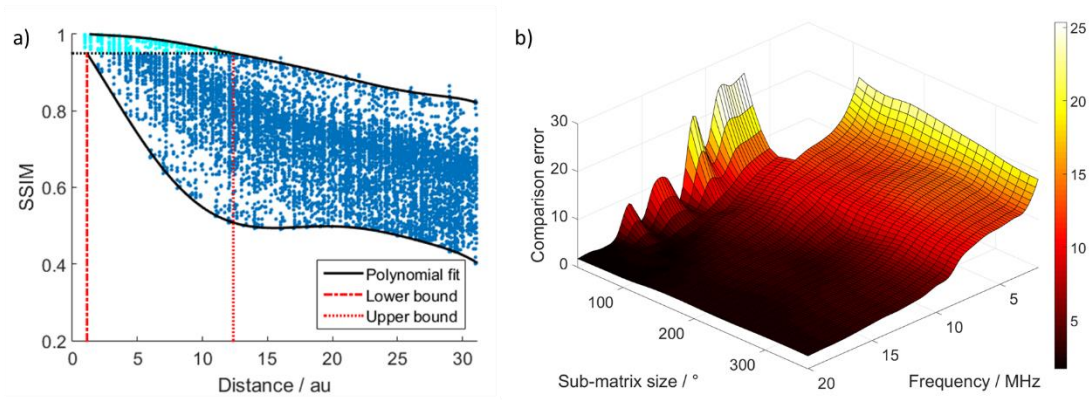 a)
1
0.8
0.6
0.4
0.2
SSIM
0 5 10 15 20 25 30
Distance / au
Polynomial fit
Lower bound
Upper bound
b)
30
20
10
0
Comparison error
100
200
300
Sub-matrix size / °
5
10
15
20
Frequency / MHz
25
20
15
10
5